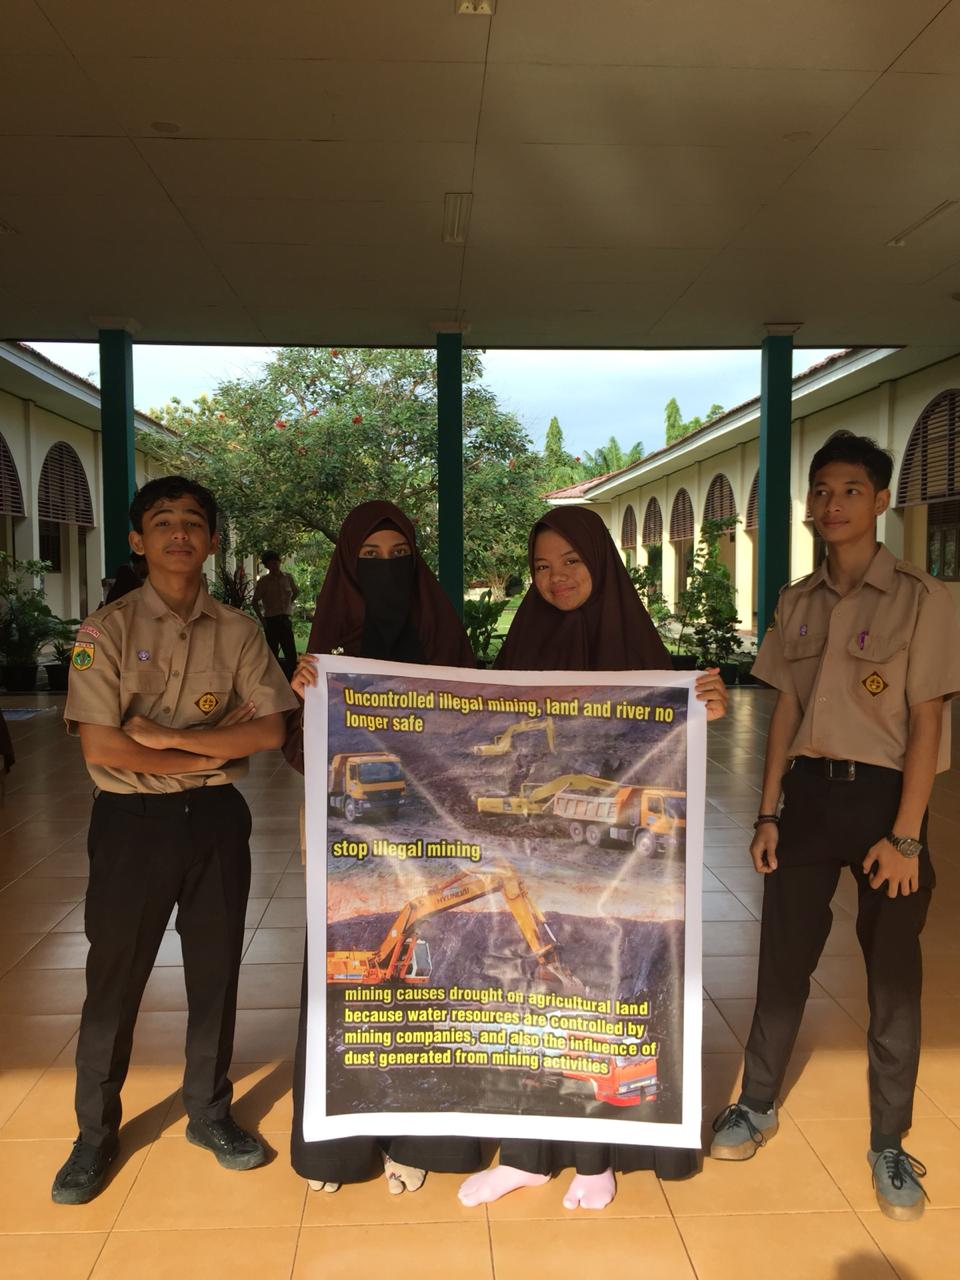 Uncontrolled illegal mining, land and river no
longer safe
stop illegal mining
HYUNDAI
mining causes drought on agricultural land
because water resources are controlled by
mining companies, and also the influence of
dust generated from mining activities